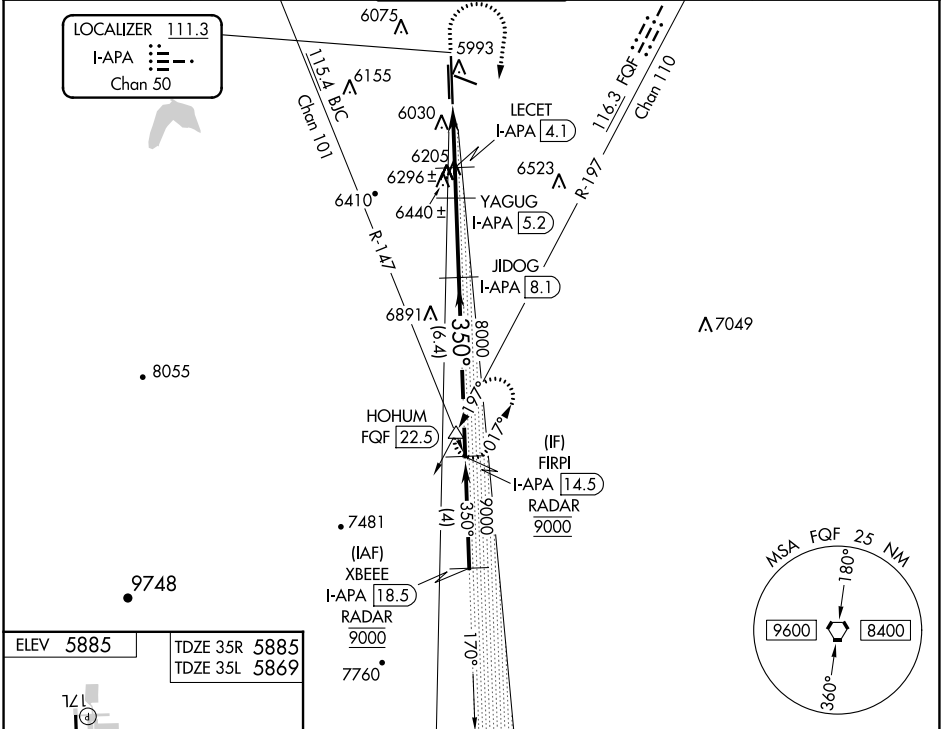 LOCALIZER 111.3
I-APA
Chan 50
6075
5993
115.4 BJC
Chan 101
6155
116.3 FQF
Chan 110
6030
LECET
I-APA 4.1
6205
6296 ±
6523
6410
6440 ±
YAGUG
I-APA 5.2
R-197
R-147
JIDOG
I-APA 8.1
6891
(6.4)
350°
8000
7049
8055
HOHUM
FQF 22.5
197°
017°
(IF)
FIRPI
I-APA 14.5
RADAR
9000
(4)
350°
9000
7481
(IAF)
XBEEE
I-APA 18.5
RADAR
9000
9748
7760
170°
MSA FQF 25 NM
180°
9600
8400
360°
ELEV 5885
TDZE 35R 5885
TDZE 35L 5869
17L
P